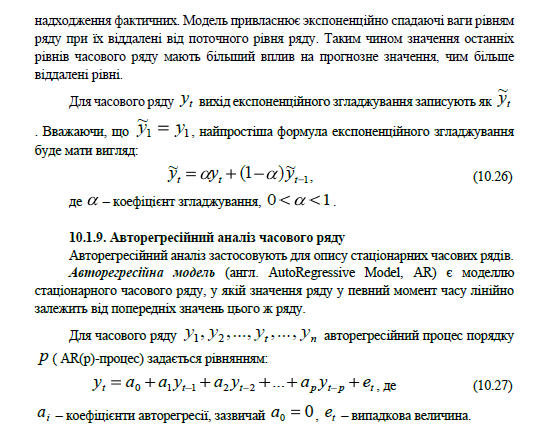 надходження фактичних. Модель привласнює экспоненційно спадаючі ваги рівням
ряду при їх віддалені від поточного рівня ряду. Таким чином значення останніх
рівнів часового ряду мають більший вплив на прогнозне значення, чим більше
віддалені рівні.
Для часового ряду yₜ вихід експоненційного згладжування записують як ỹₜ
. Вважаючи, що ỹ₁ = y₁, найпростіша формула експоненційного згладжування
буде мати вигляд:
ỹₜ = αyₜ + (1−α)ỹₜ₋₁, (10.26)
де α – коефіцієнт згладжування, 0 < α < 1.
10.1.9. Авторегресійний аналіз часового ряду
Авторегресійний аналіз застосовують для опису стаціонарних часових рядів.
Авторегресійна модель (англ. AutoRegressive Model, AR) є моделлю
стаціонарного часового ряду, у якій значення ряду у певний момент часу лінійно
залежить від попередніх значень цього ж ряду.
Для часового ряду y₁, y₂,..., yₜ,..., yₙ авторегресійний процес порядку
p ( AR(p)-процес) задається рівнянням:
yₜ = a₀ + a₁yₜ₋₁ + a₂yₜ₋₂ + ... + aₚyₜ₋ₚ + eₜ, де (10.27)
aᵢ – коефіцієнти авторегресії, зазвичай a₀ = 0, eₜ – випадкова величина.